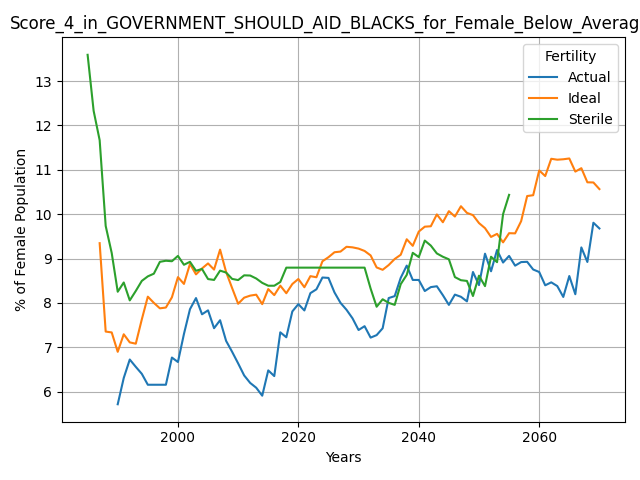 Score_4_in_GOVERNMENT_SHOULD_AID_BLACKS_for_Female_Below_Averag
Fertility
Actual
Ideal
Sterile
% of Female Population
13
12
11
10
9
8
7
6
2000 2020 2040 2060
Years